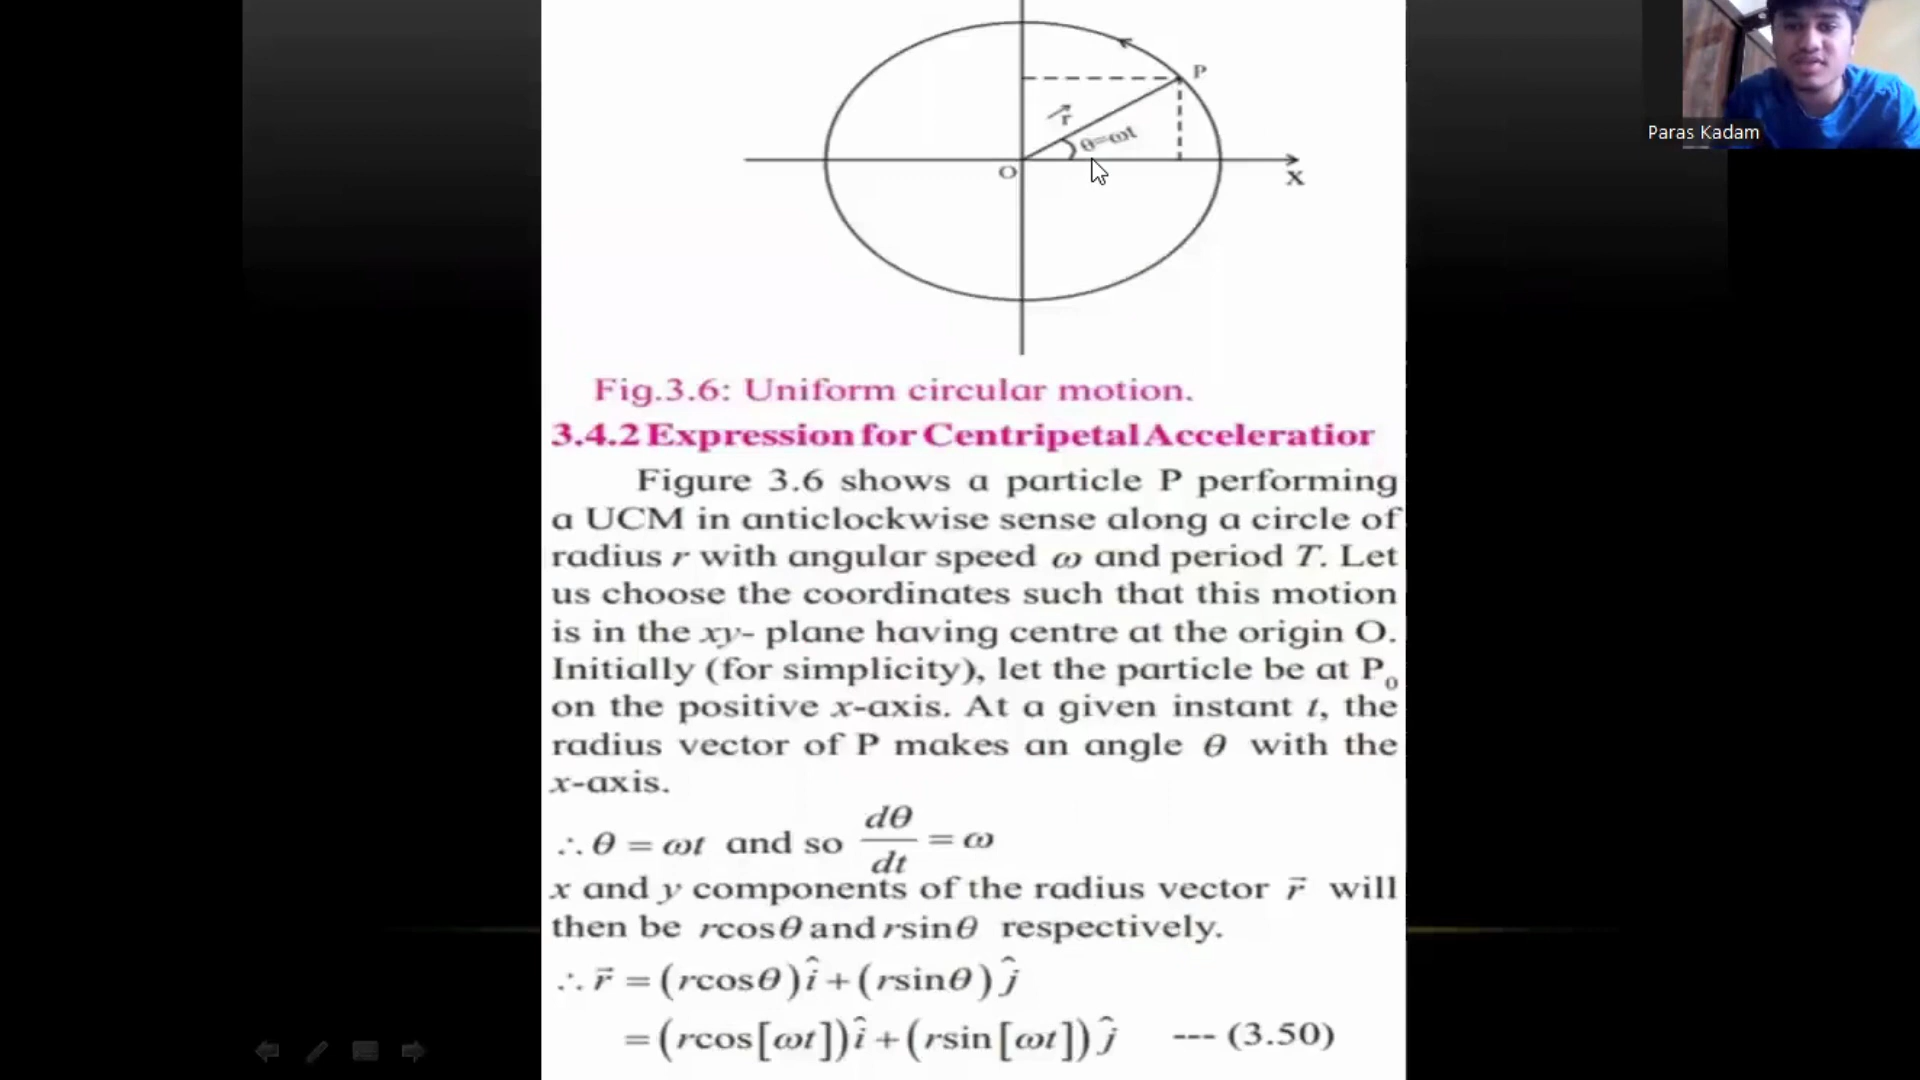 P
Paras Kadam
r⃗
θ=ωt
O
X
Fig.3.6: Uniform circular motion.
3.4.2 Expression for Centripetal Acceleratior
Figure 3.6 shows a particle P performing
a UCM in anticlockwise sense along a circle of
radius r with angular speed ω and period T. Let
us choose the coordinates such that this motion
is in the xy- plane having centre at the origin O.
Initially (for simplicity), let the particle be at P₀
on the positive x-axis. At a given instant t, the
radius vector of P makes an angle θ with the
x-axis.
∴ θ = ωt and so dθ/dt = ω
x and y components of the radius vector r⃗ will
then be rcosθ and rsinθ respectively.
∴ r⃗ = (rcosθ)î + (rsinθ)ĵ
= (rcos[ωt])î + (rsin[ωt])ĵ --- (3.50)